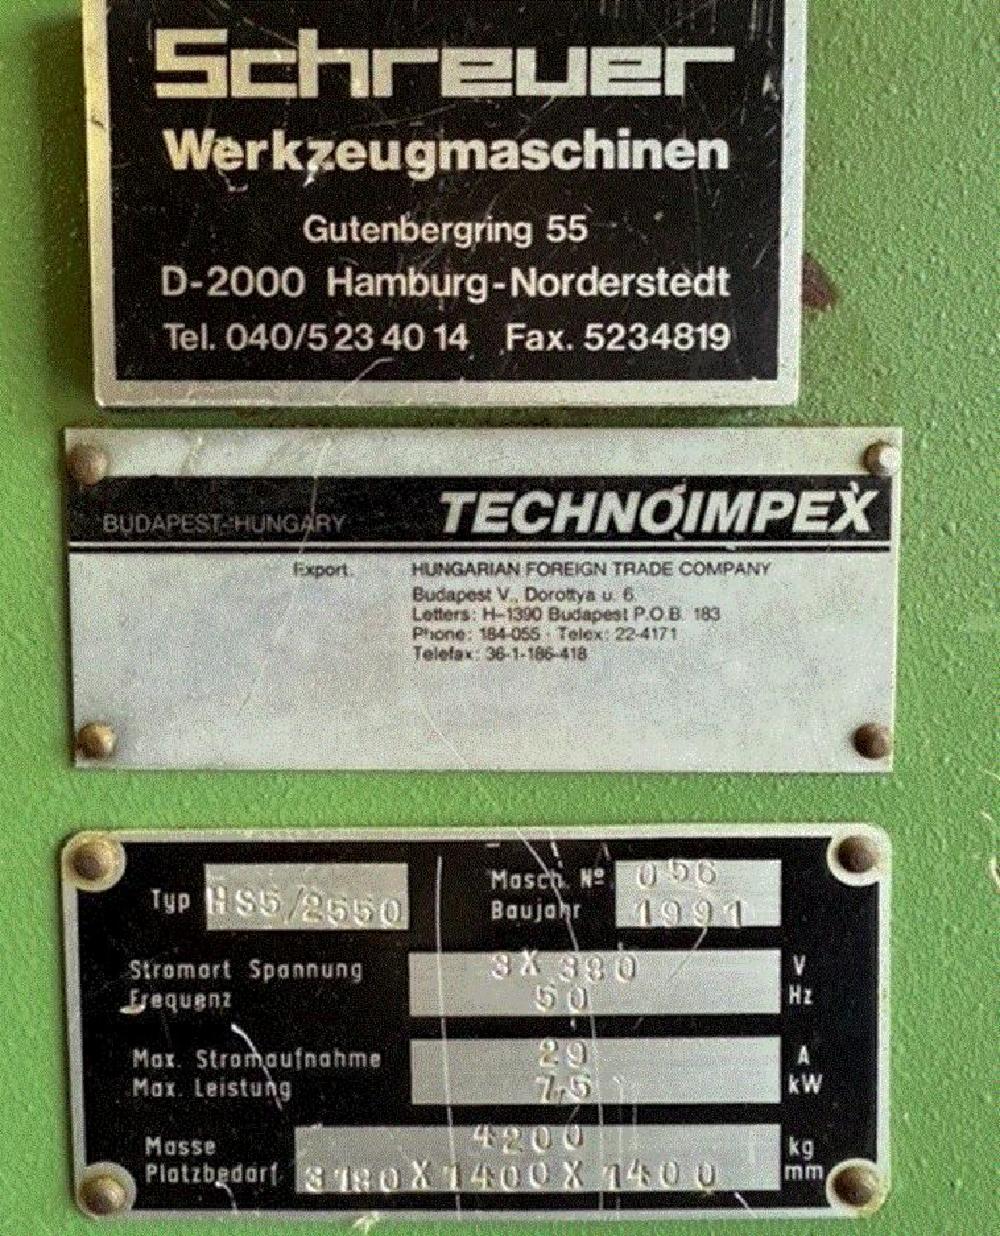 Schreuer
Werkzeugmaschinen
Gutenbergring 55
D-2000 Hamburg-Norderstedt
Tel. 040/5 23 40 14 Fax. 5234819
BUDAPEST-HUNGARY TECHNOIMPEX
Export: HUNGARIAN FOREIGN TRADE COMPANY
Budapest V., Dorottya u. 6.
Letters: H-1390 Budapest P.O.B. 183
Phone: 184-055 · Telex: 22-4171
Telefax: 36-1-186-418
Typ HS5/2550 Masch. Nº 056
Baujahr 1991
Stromart Spannung 3X380 V
Frequenz 50 Hz
Max. Stromaufnahme 29 A
Max. Leistung 7,5 kW
Masse 4200 kg
Platzbedarf 3180X1400X1400 mm